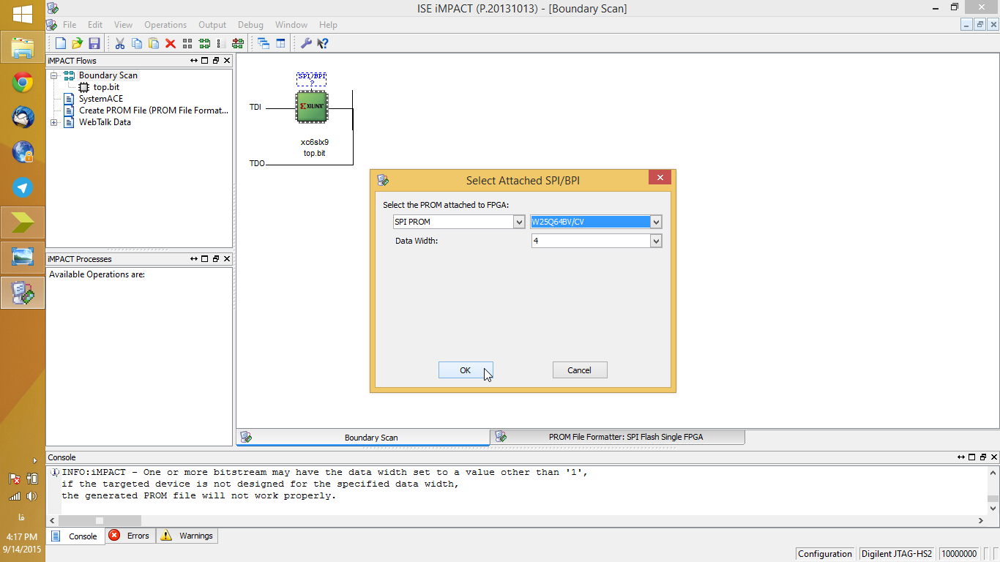 ISE iMPACT (P.20131013) - [Boundary Scan]
File Edit View Operations Output Debug Window Help
iMPACT Flows
Boundary Scan
top.bit
SystemACE
Create PROM File (PROM File Format...
WebTalk Data
SPI/BPI
?
TDI
XILINX
xc6slx9
top.bit
TDO
Select Attached SPI/BPI
Select the PROM attached to FPGA:
SPI PROM W25Q64BV/CV
Data Width: 4
OK Cancel
iMPACT Processes
Available Operations are:
Boundary Scan PROM File Formatter: SPI Flash Single FPGA
Console
INFO:iMPACT - One or more bitstream may have the data width set to a value other than '1',
if the targeted device is not designed for the specified data width,
the generated PROM file will not work properly.
Console Errors Warnings
Configuration Digilent JTAG-HS2 10000000
فا
4:17 PM
9/14/2015